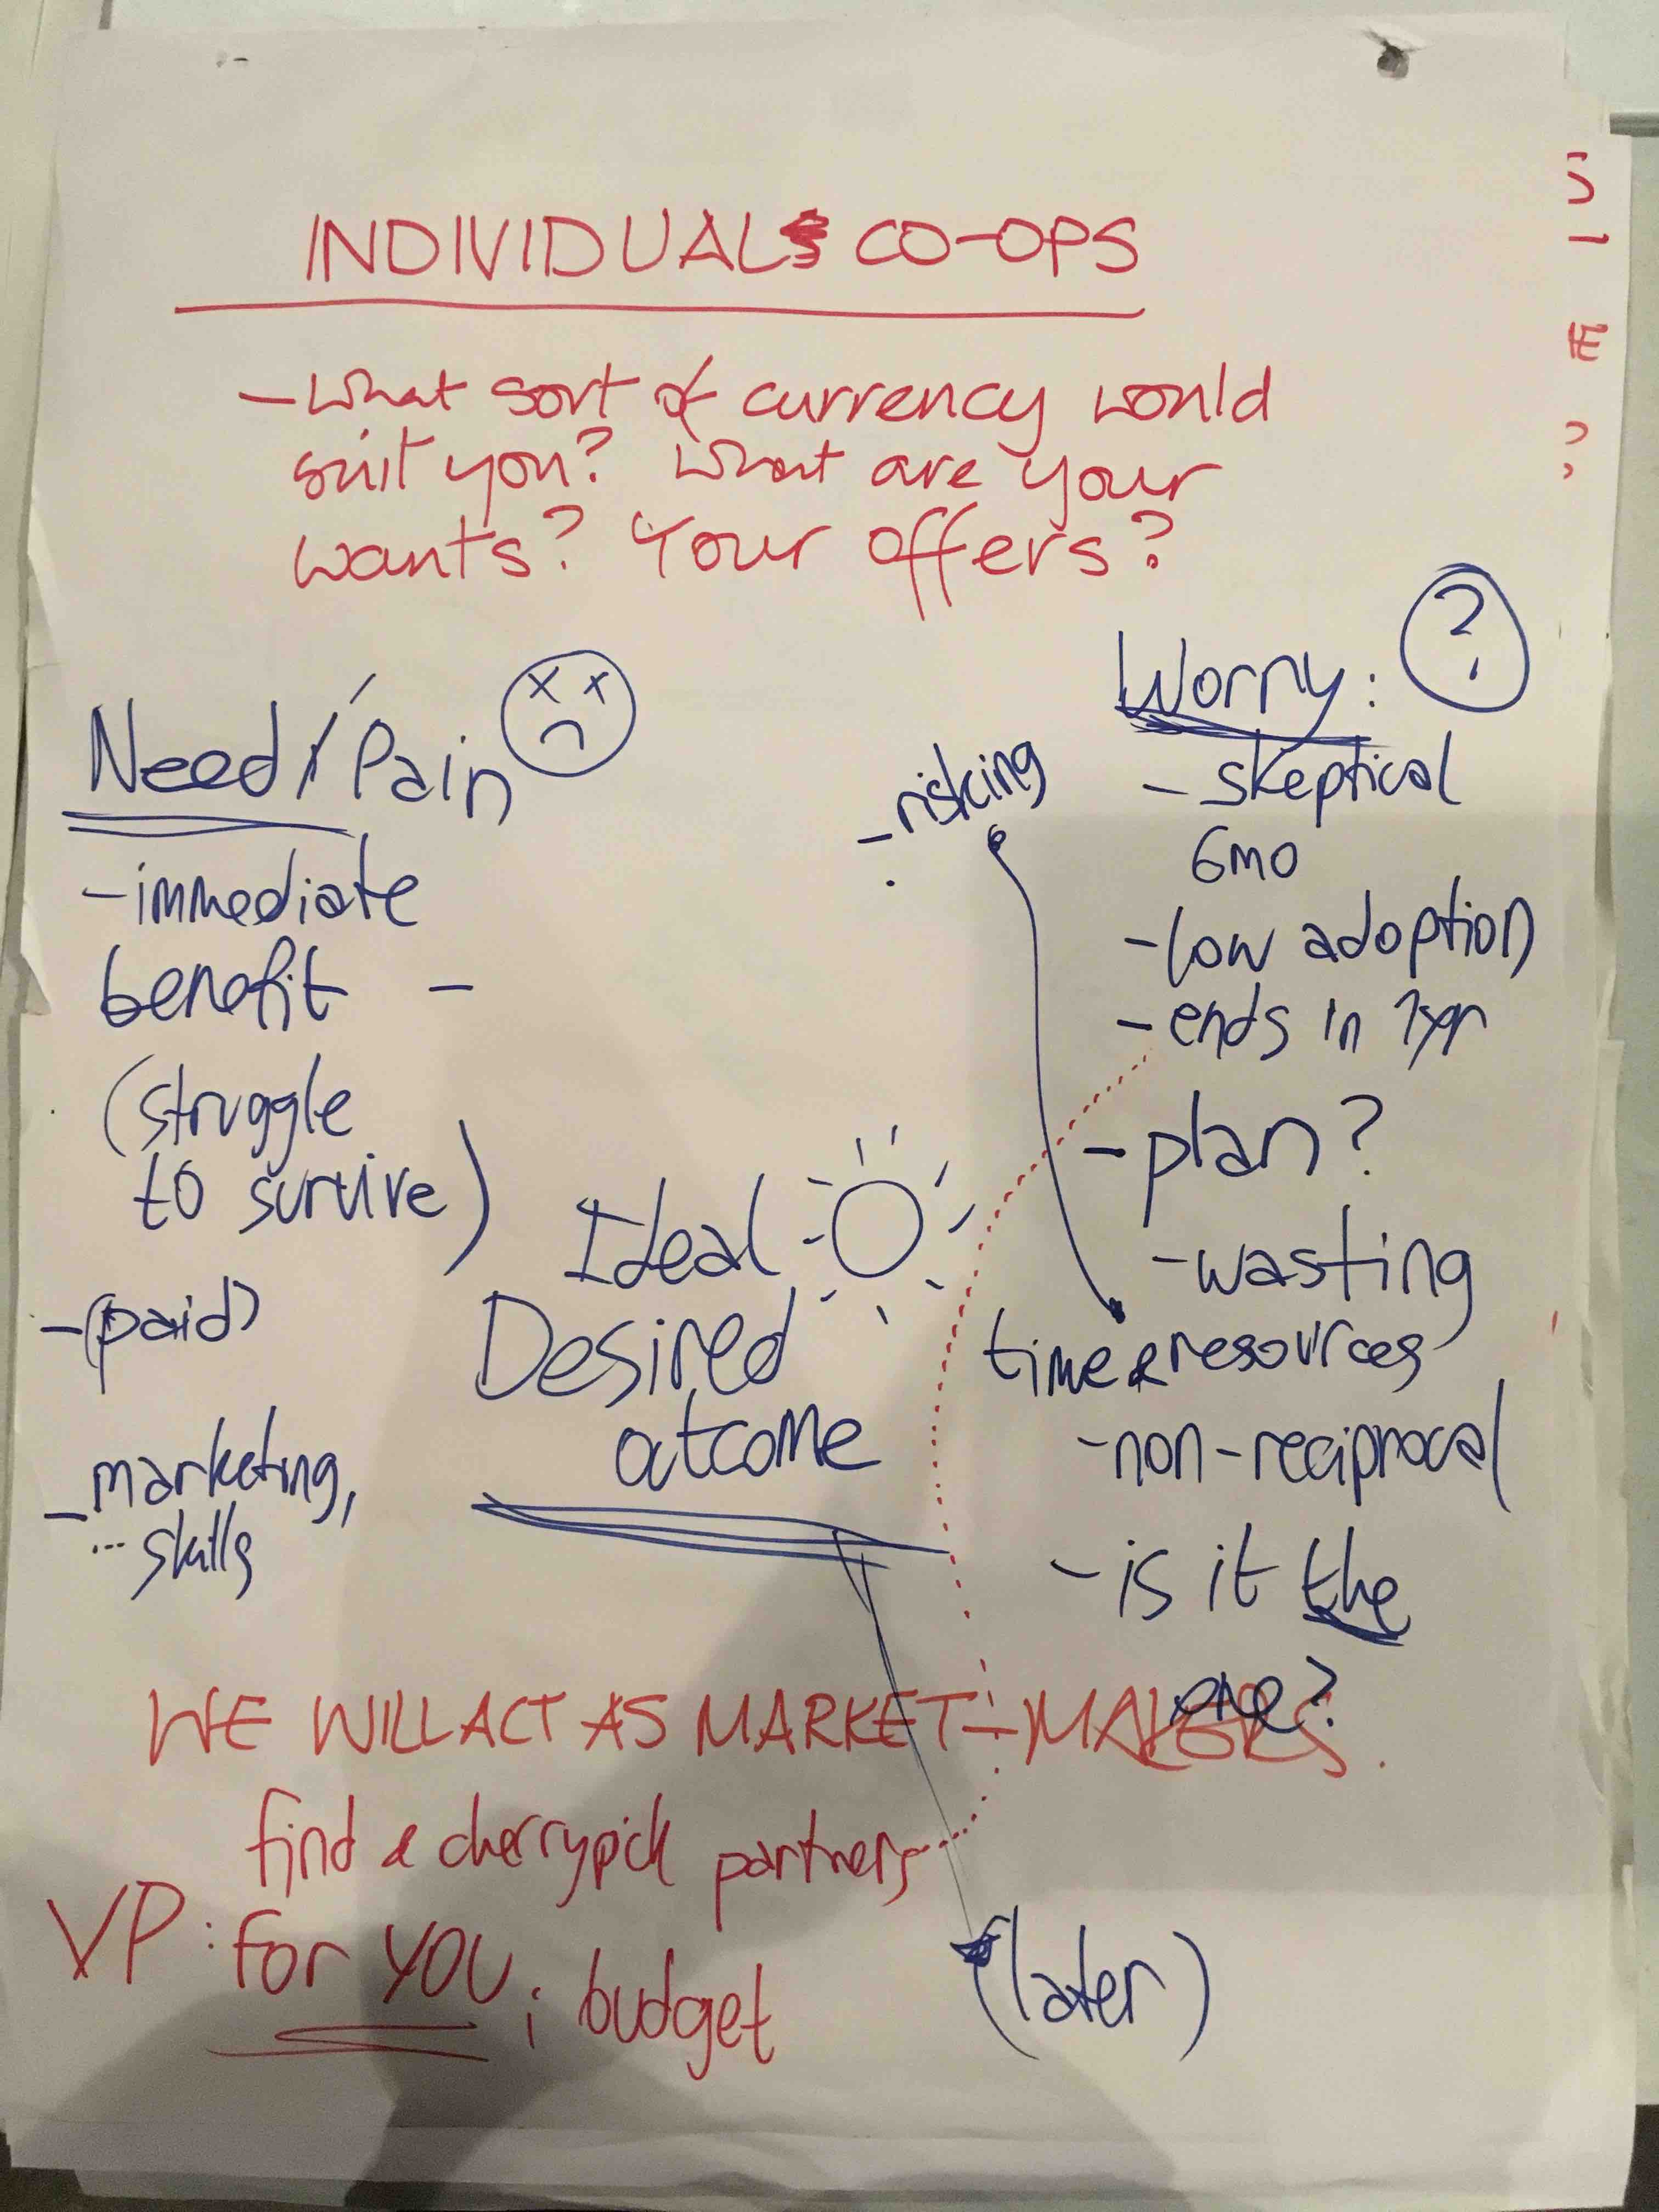 INDIVIDUAL CO-OPS
- What sort of currency would
suit you? What are your
wants? Your offers?
Need / Pain
- immediate
benefit -
(struggle
to survive)
- (paid)
- marketing,
... skills
Ideal
Desired
outcome
Worry: ?
- skeptical
6mo
- low adoption
- ends in 1yr
- plan?
- risking
- wasting
time & resources
- non-reciprocal
- is it the
one?
WE WILL ACT AS MARKET-MAKERS.
find & cherrypick partners
VP: for YOU; budget
(later)
S
E
?